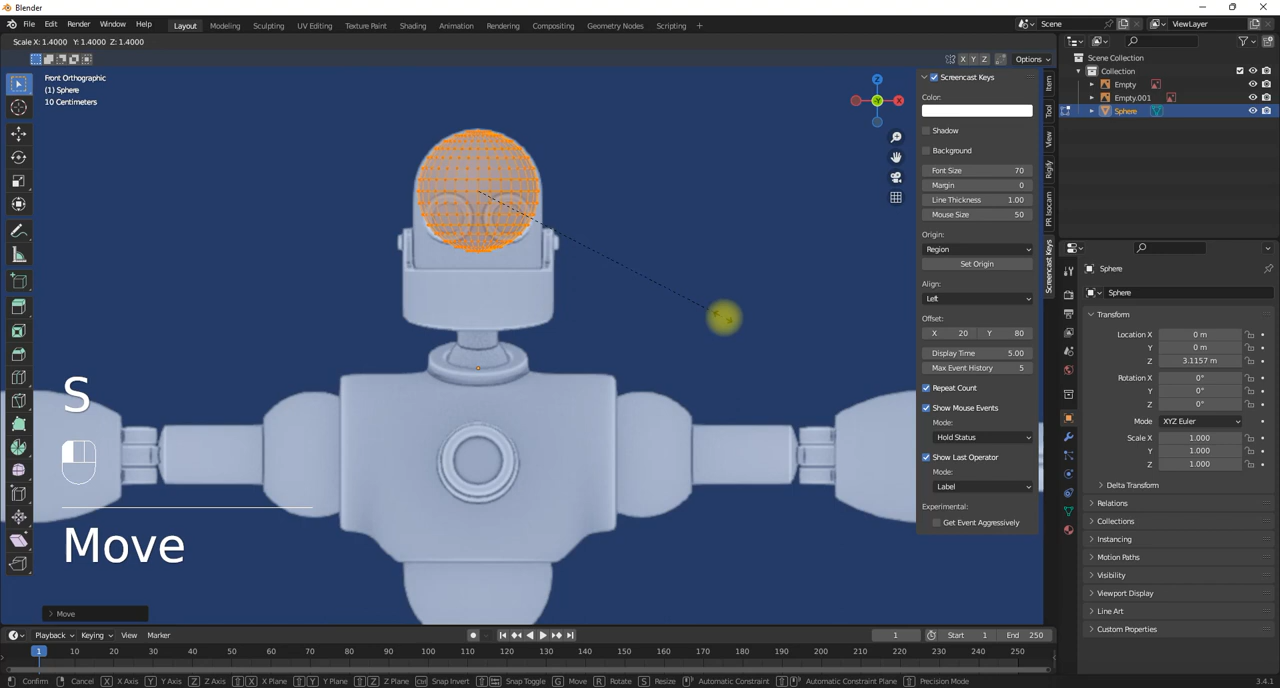 Blender
File Edit Render Window Help Layout Modeling Sculpting UV Editing Texture Paint Shading Animation Rendering Compositing Geometry Nodes Scripting + Scene ViewLayer
Scale X: 1.4000 Y: 1.4000 Z: 1.4000
X Y Z Options
Front Orthographic
(1) Sphere
10 Centimeters
Z
X
Y
S
Move
Move
Screencast Keys
Color:
Shadow
Background
Font Size 70
Margin 0
Line Thickness 1.00
Mouse Size 50
Origin:
Region
Set Origin
Align:
Left
Offset:
X 20 Y 80
Display Time 5.00
Max Event History 5
Repeat Count
Show Mouse Events
Mode:
Hold Status
Show Last Operator
Mode:
Label
Experimental:
Get Event Aggressively
Item
Tool
View
Rigify
PR Isocam
Screencast Keys
Scene Collection
Collection
Empty
Empty.001
Sphere
Sphere
Sphere
Transform
Location X 0 m
Y 0 m
Z 3.1157 m
Rotation X 0°
Y 0°
Z 0°
Mode XYZ Euler
Scale X 1.000
Y 1.000
Z 1.000
Delta Transform
Relations
Collections
Instancing
Motion Paths
Visibility
Viewport Display
Line Art
Custom Properties
Playback Keying View Marker 1 Start 1 End 250
1 10 20 30 40 50 60 70 80 90 100 110 120 130 140 150 160 170 180 190 200 210 220 230 240 250
Confirm Cancel X X Axis Y Y Axis Z Z Axis X X Plane Y Y Plane Z Z Plane Ctrl Snap Invert Snap Toggle G Move R Rotate S Resize Automatic Constraint Automatic Constraint Plane Precision Mode 3.4.1